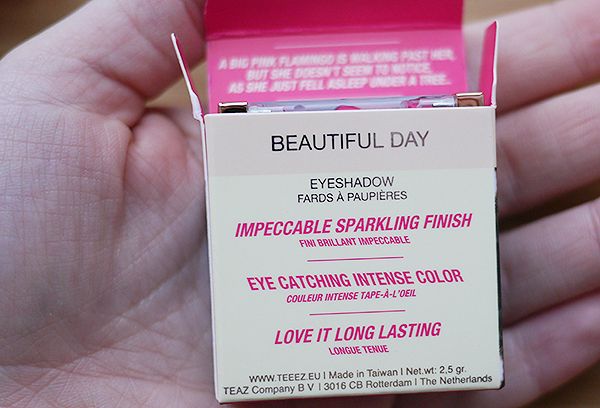 A BIG PINK FLAMINGO IS WALKING PAST HER,
BUT SHE DOESN'T SEEM TO NOTICE,
AS SHE JUST FELL ASLEEP UNDER A TREE...
BEAUTIFUL DAY
EYESHADOW
FARDS À PAUPIÈRES
IMPECCABLE SPARKLING FINISH
FINI BRILLANT IMPECCABLE
EYE CATCHING INTENSE COLOR
COULEUR INTENSE TAPE-À-L'OEIL
LOVE IT LONG LASTING
LONGUE TENUE
WWW.TEEEZ.EU I Made in Taiwan I Net.wt: 2,5 gr.
TEAZ Company B V | 3016 CB Rotterdam | The Netherlands